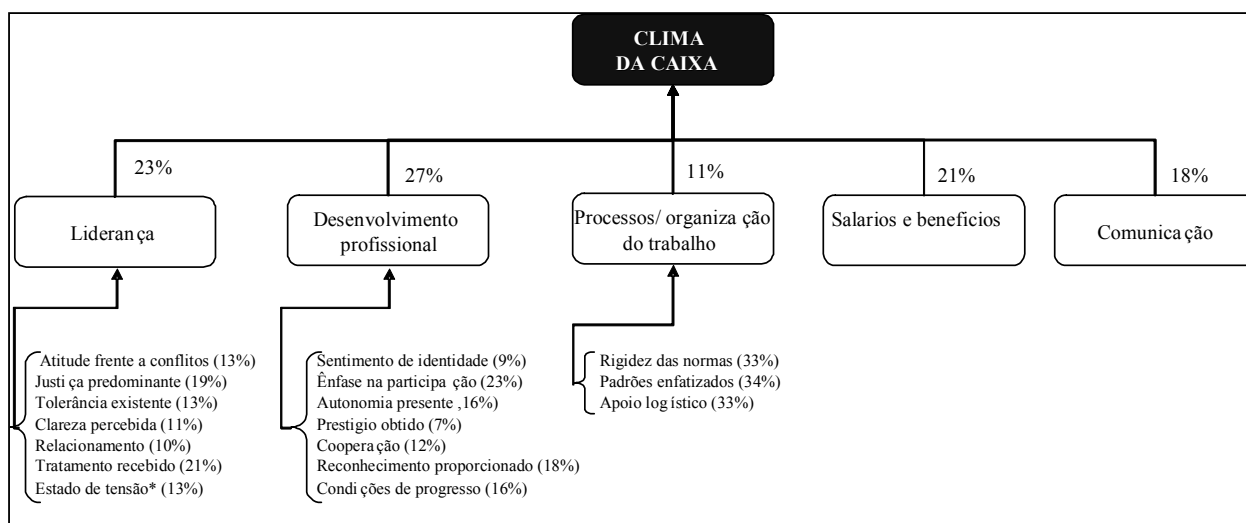 CLIMA
DA CAIXA
23%
27%
11%
21%
18%
Liderança
Desenvolvimento
profissional
Processos/ organiza ção
do trabalho
Salarios e beneficios
Comunica ção
Atitude frente a conflitos (13%)
Justi ça predominante (19%)
Tolerância existente (13%)
Clareza percebida (11%)
Relacionamento (10%)
Tratamento recebido (21%)
Estado de tensão* (13%)
Sentimento de identidade (9%)
Ênfase na participa ção (23%)
Autonomia presente ,16%)
Prestigio obtido (7%)
Cooperação (12%)
Reconhecimento proporcionado (18%)
Condi ções de progresso (16%)
Rigidez das normas (33%)
Padrões enfatizados (34%)
Apoio log ístico (33%)